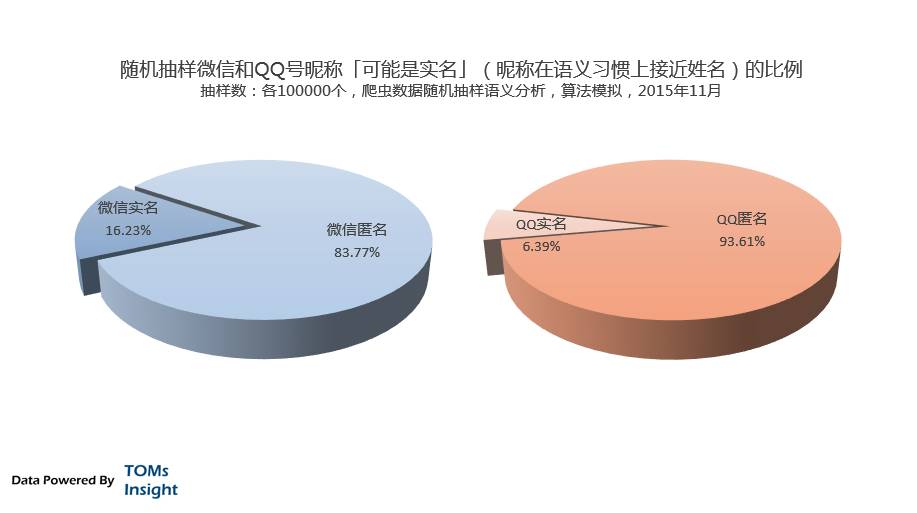 随机抽样微信和QQ号昵称「可能是实名」（昵称在语义习惯上接近姓名）的比例
抽样数：各100000个，爬虫数据随机抽样语义分析，算法模拟，2015年11月
微信实名
16.23%
微信匿名
83.77%
QQ实名
6.39%
QQ匿名
93.61%
Data Powered By
TOMs
Insight